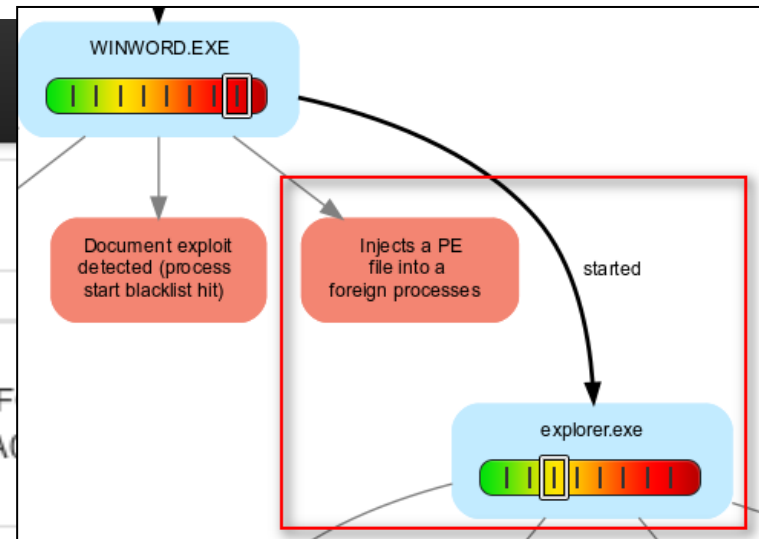 WINWORD.EXE
Document exploit
detected (process
start blacklist hit)
Injects a PE
file into a
foreign processes
started
explorer.exe